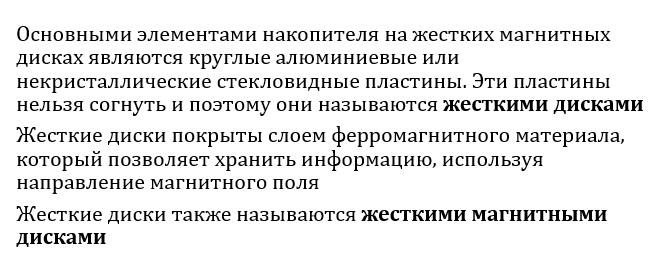 Основными элементами накопителя на жестких магнитных
дисках являются круглые алюминиевые или
некристаллические стекловидные пластины. Эти пластины
нельзя согнуть и поэтому они называются жесткими дисками
Жесткие диски покрыты слоем ферромагнитного материала,
который позволяет хранить информацию, используя
направление магнитного поля
Жесткие диски также называются жесткими магнитными
дисками